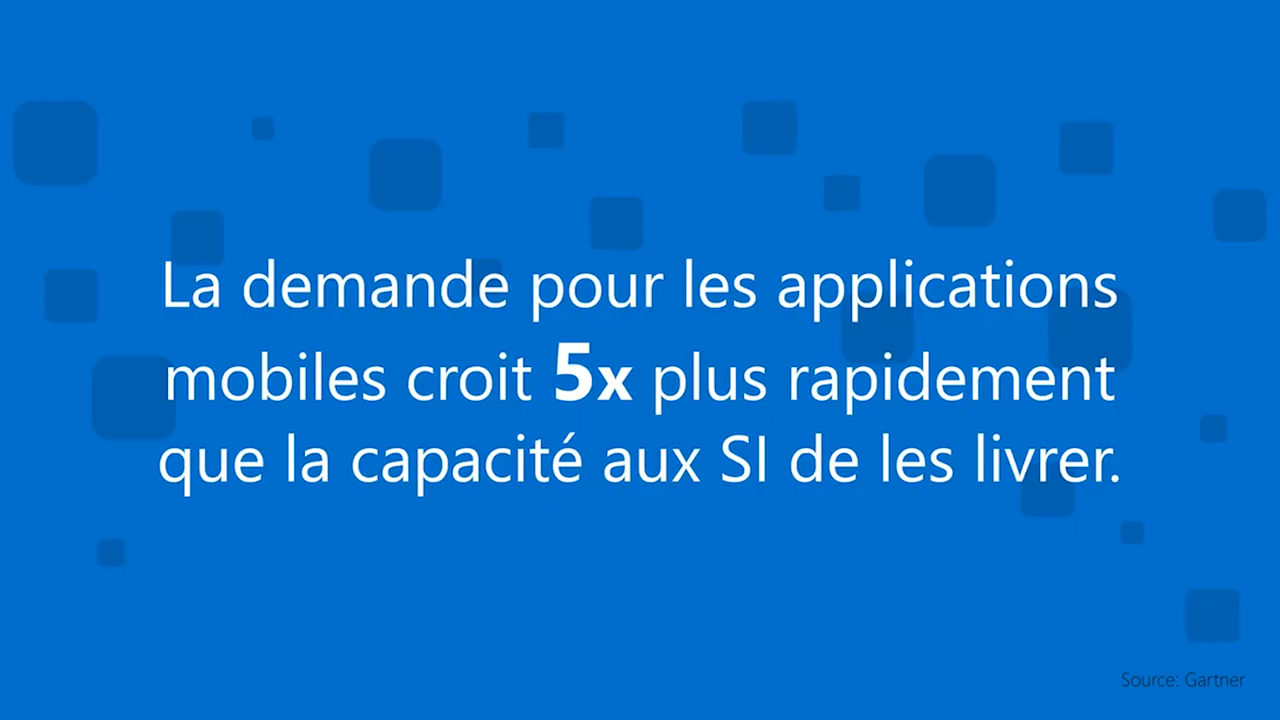 La demande pour les applications
mobiles croit 5x plus rapidement
que la capacité aux SI de les livrer.
Source: Gartner